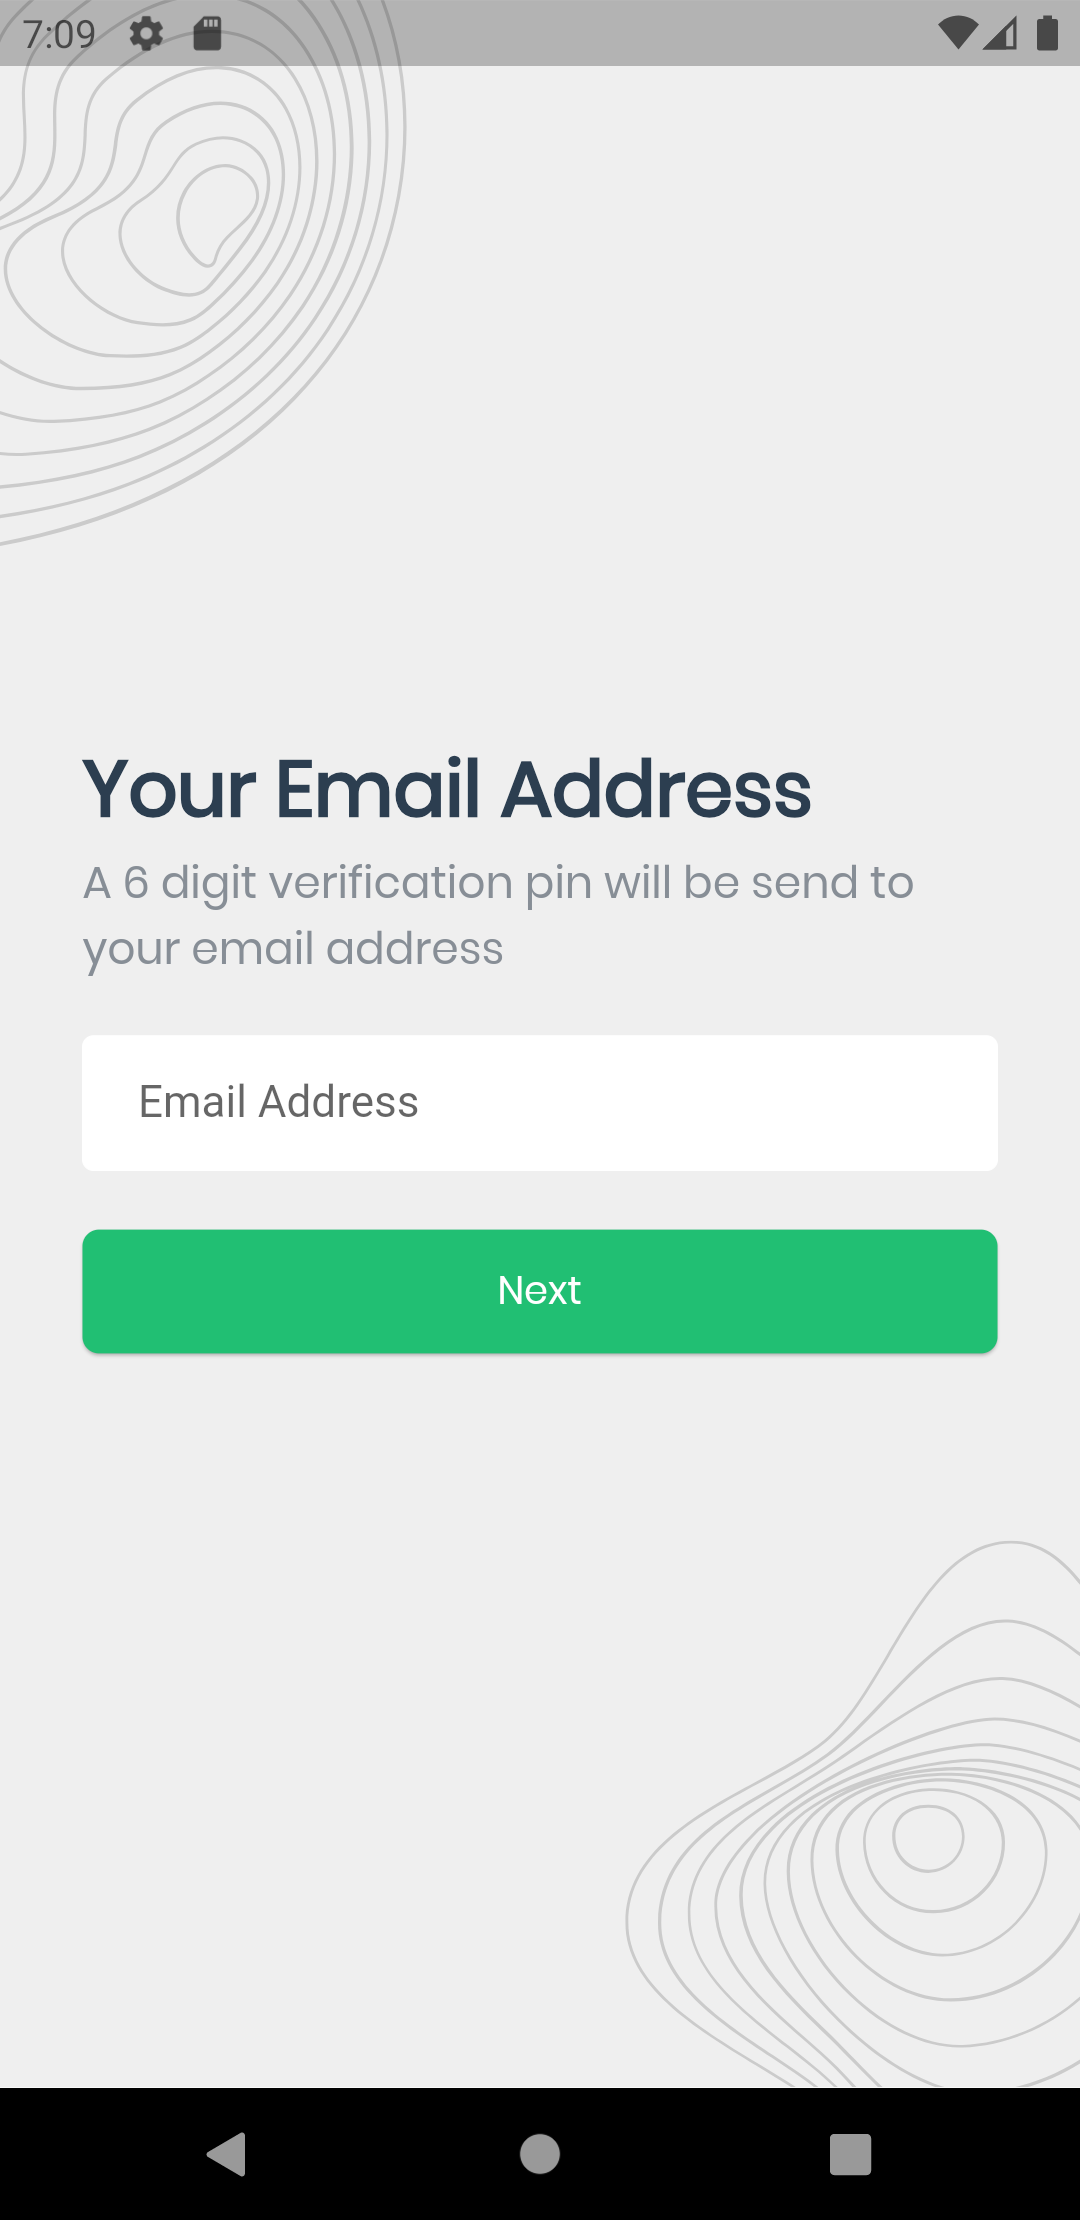 7:09
Your Email Address
A 6 digit verification pin will be send to
your email address
Email Address
Next